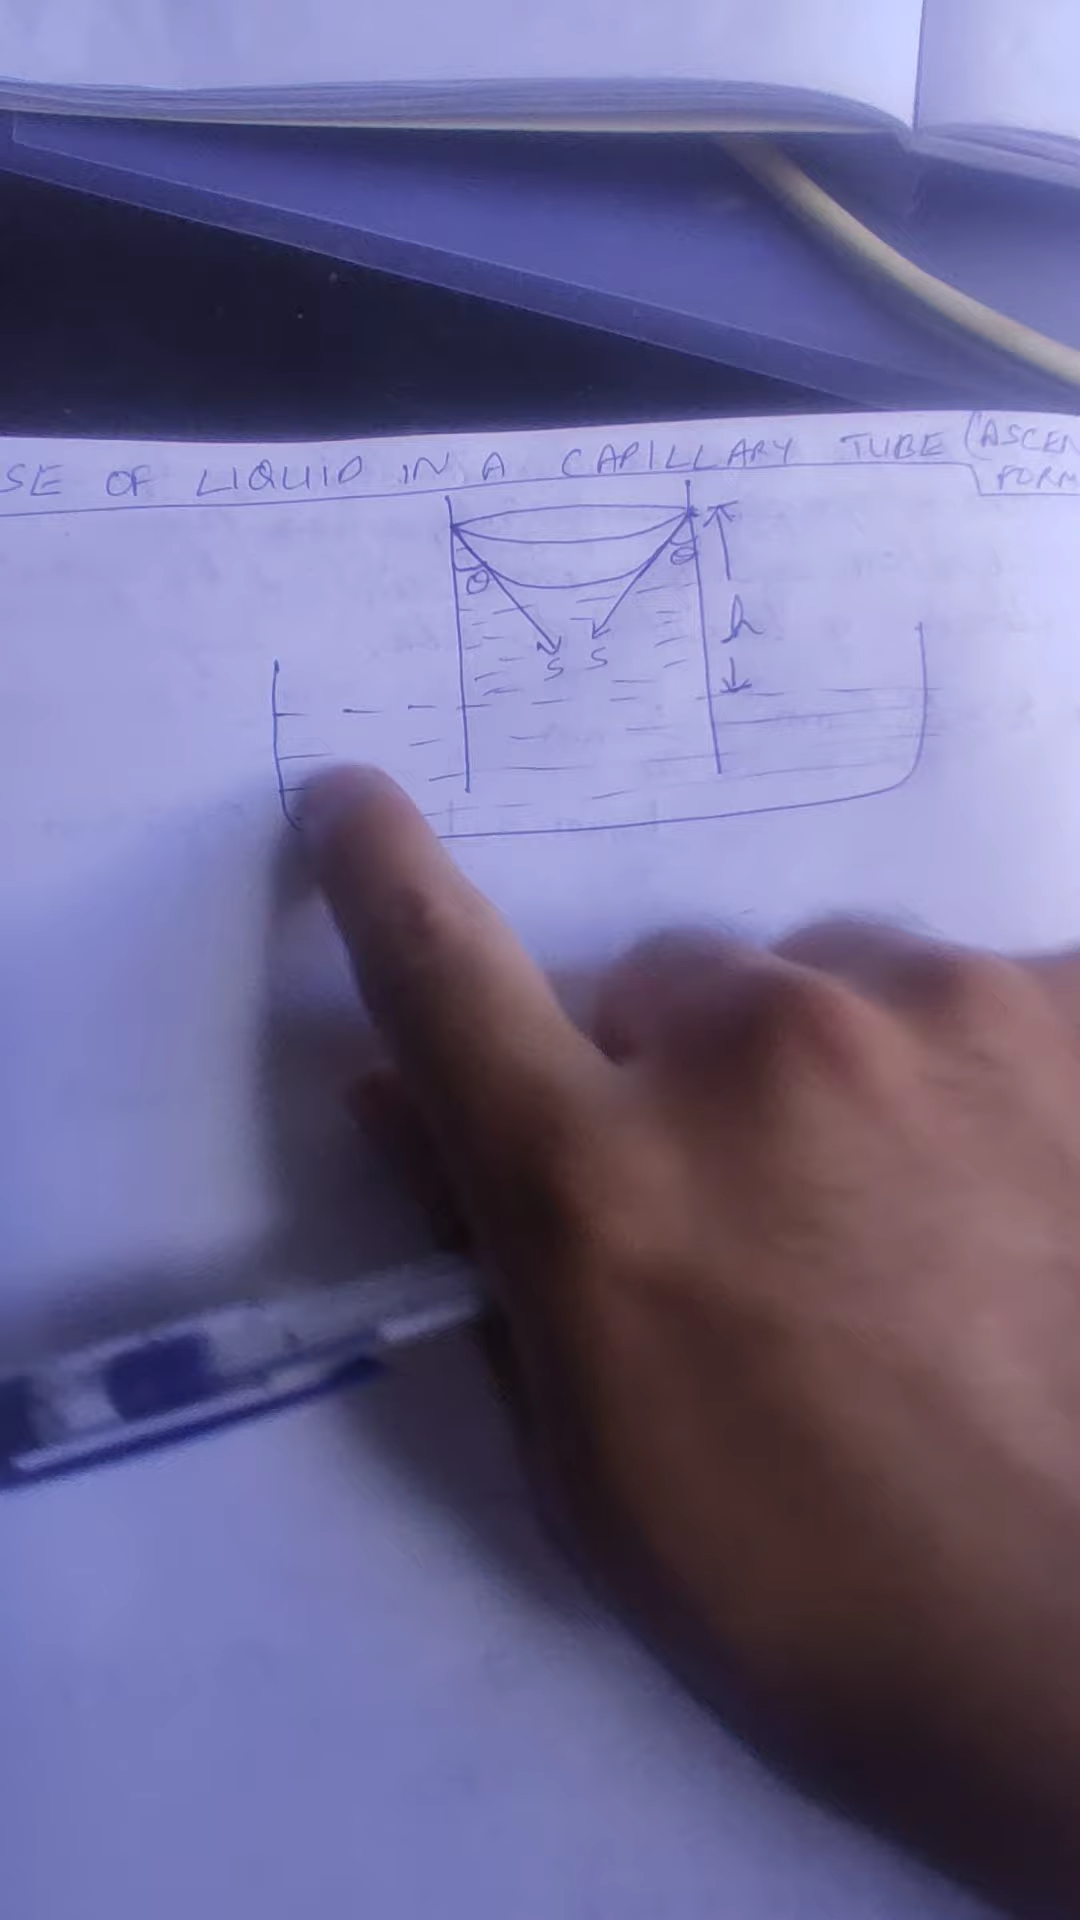 SE OF LIQUID IN A CAPILLARY TUBE (ASCEN
FORM
θ θ
h
S S